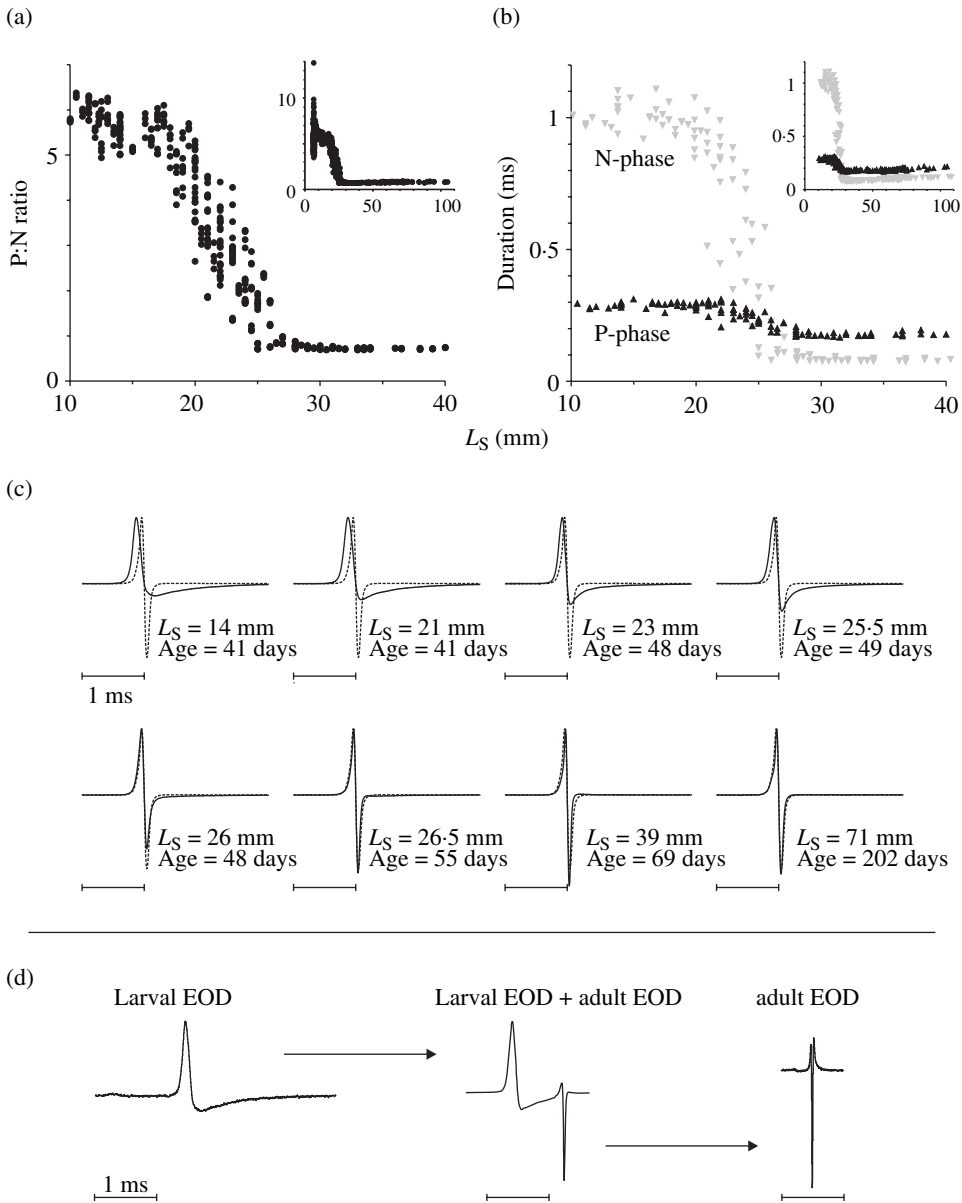 (a)
(b)
10
5
0
0 50 100
5
0
P:N ratio
10 20 30 40
1
0·5
0
0 50 100
1
0·5
0
Duration (ms)
N-phase
P-phase
10 20 30 40
LS (mm)
(c)
LS = 14 mm
Age = 41 days
LS = 21 mm
Age = 41 days
LS = 23 mm
Age = 48 days
LS = 25·5 mm
Age = 49 days
1 ms
LS = 26 mm
Age = 48 days
LS = 26·5 mm
Age = 55 days
LS = 39 mm
Age = 69 days
LS = 71 mm
Age = 202 days
(d)
Larval EOD
Larval EOD + adult EOD
adult EOD
1 ms